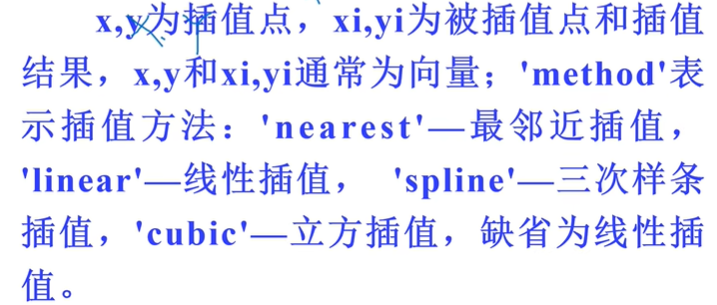 x,y为插值点，xi,yi为被插值点和插值
结果，x,y和xi,yi通常为向量；'method'表
示插值方法：'nearest'—最邻近插值，
'linear'—线性插值， 'spline'—三次样条
插值，'cubic'—立方插值，缺省为线性插
值。